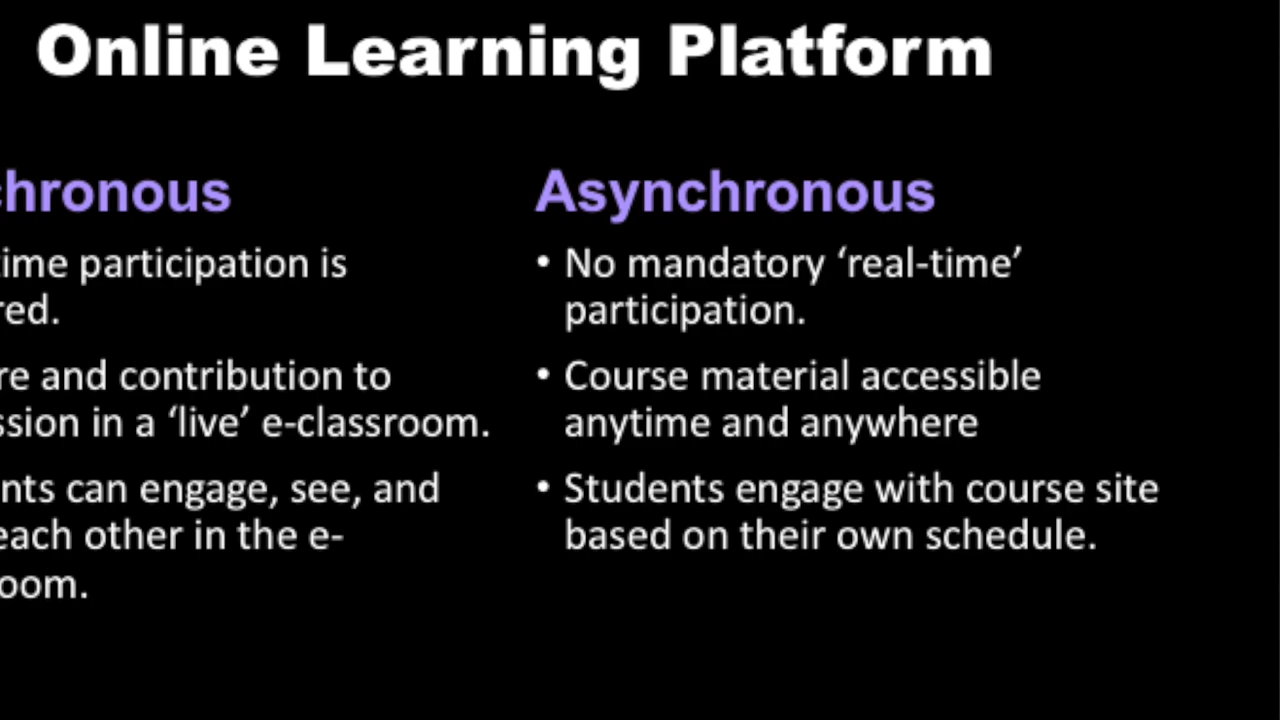 Online Learning Platform
chronous
time participation is
red.
re and contribution to
ssion in a ‘live’ e-classroom.
nts can engage, see, and
each other in the e-
oom.
Asynchronous
• No mandatory ‘real-time’
participation.
• Course material accessible
anytime and anywhere
• Students engage with course site
based on their own schedule.